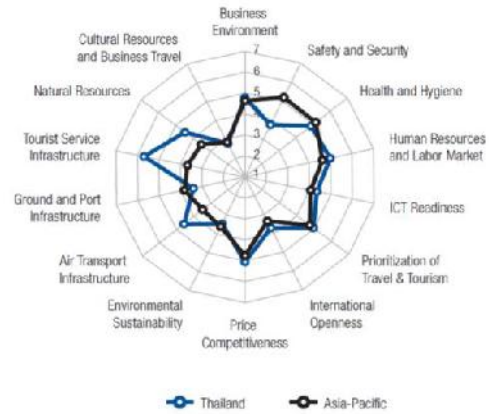 Business
Environment
Cultural Resources
and Business Travel
Safety and Security
Natural Resources
Health and Hygiene
Tourist Service
Infrastructure
Human Resources
and Labor Market
Ground and Port
Infrastructure
ICT Readiness
Air Transport
Infrastructure
Prioritization of
Travel & Tourism
Environmental
Sustainability
International
Openness
Price
Competitiveness
7
6
5
4
3
2
1
Thailand
Asia-Pacific